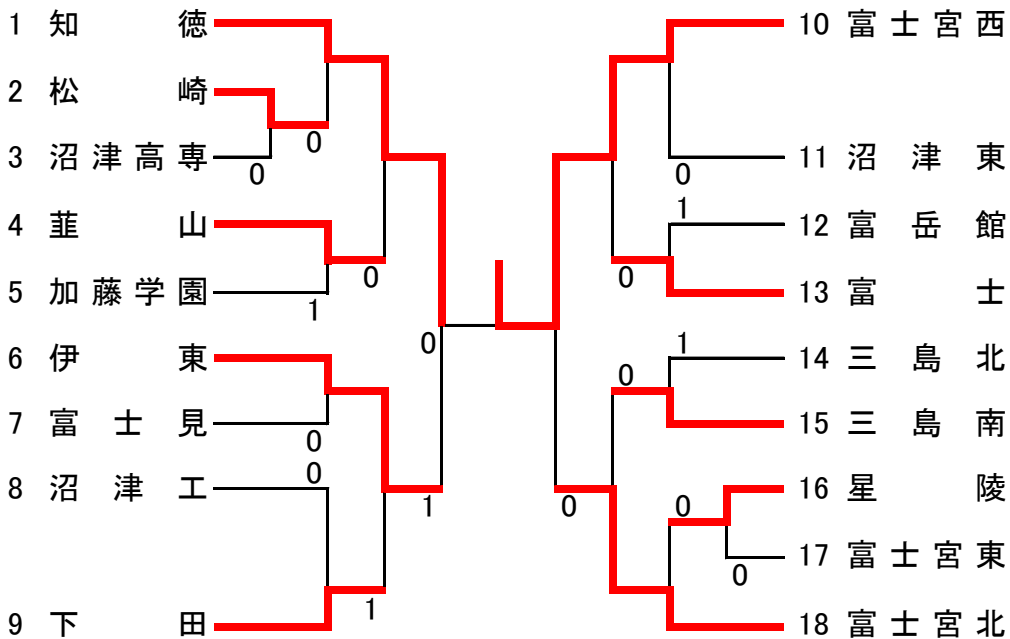 1 知徳
2 松崎
0
3 沼津高専
0
4 韮山
0
5 加藤学園
1
6 伊東
0
7 富士見
0
0
8 沼津工
1
1
9 下田
10 富士宮西
11 沼津東
0
1
12 富岳館
0
13 富士
1
14 三島北
0
15 三島南
0
16 星陵
0
17 富士宮東
0
18 富士宮北